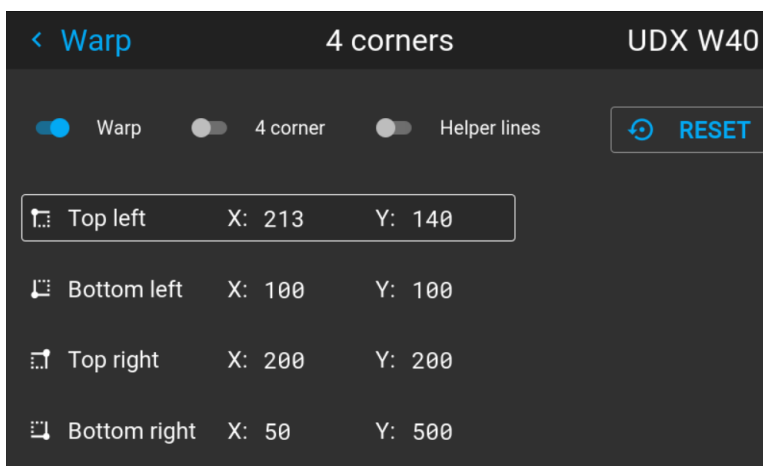 Warp 4 corners UDX W40
Warp 4 corner Helper lines RESET
Top left X: 213 Y: 140
Bottom left X: 100 Y: 100
Top right X: 200 Y: 200
Bottom right X: 50 Y: 500